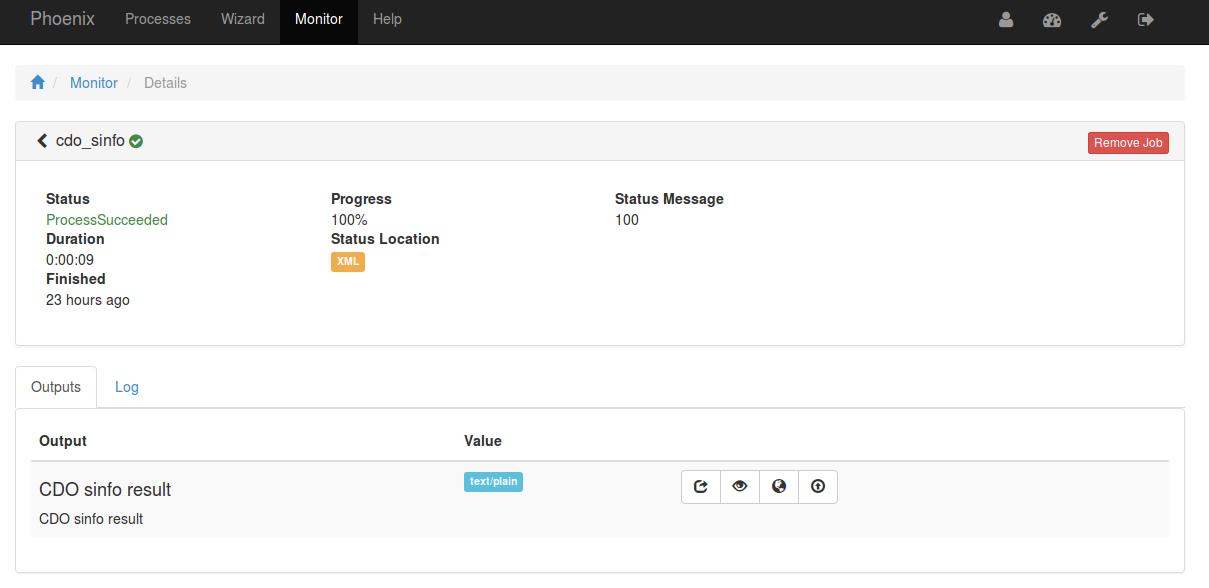 Phoenix Processes Wizard Monitor Help
/ Monitor / Details
cdo_sinfo Remove Job
Status Progress Status Message
ProcessSucceeded 100% 100
Duration Status Location
0:00:09 XML
Finished
23 hours ago
Outputs Log
Output Value
CDO sinfo result text/plain
CDO sinfo result